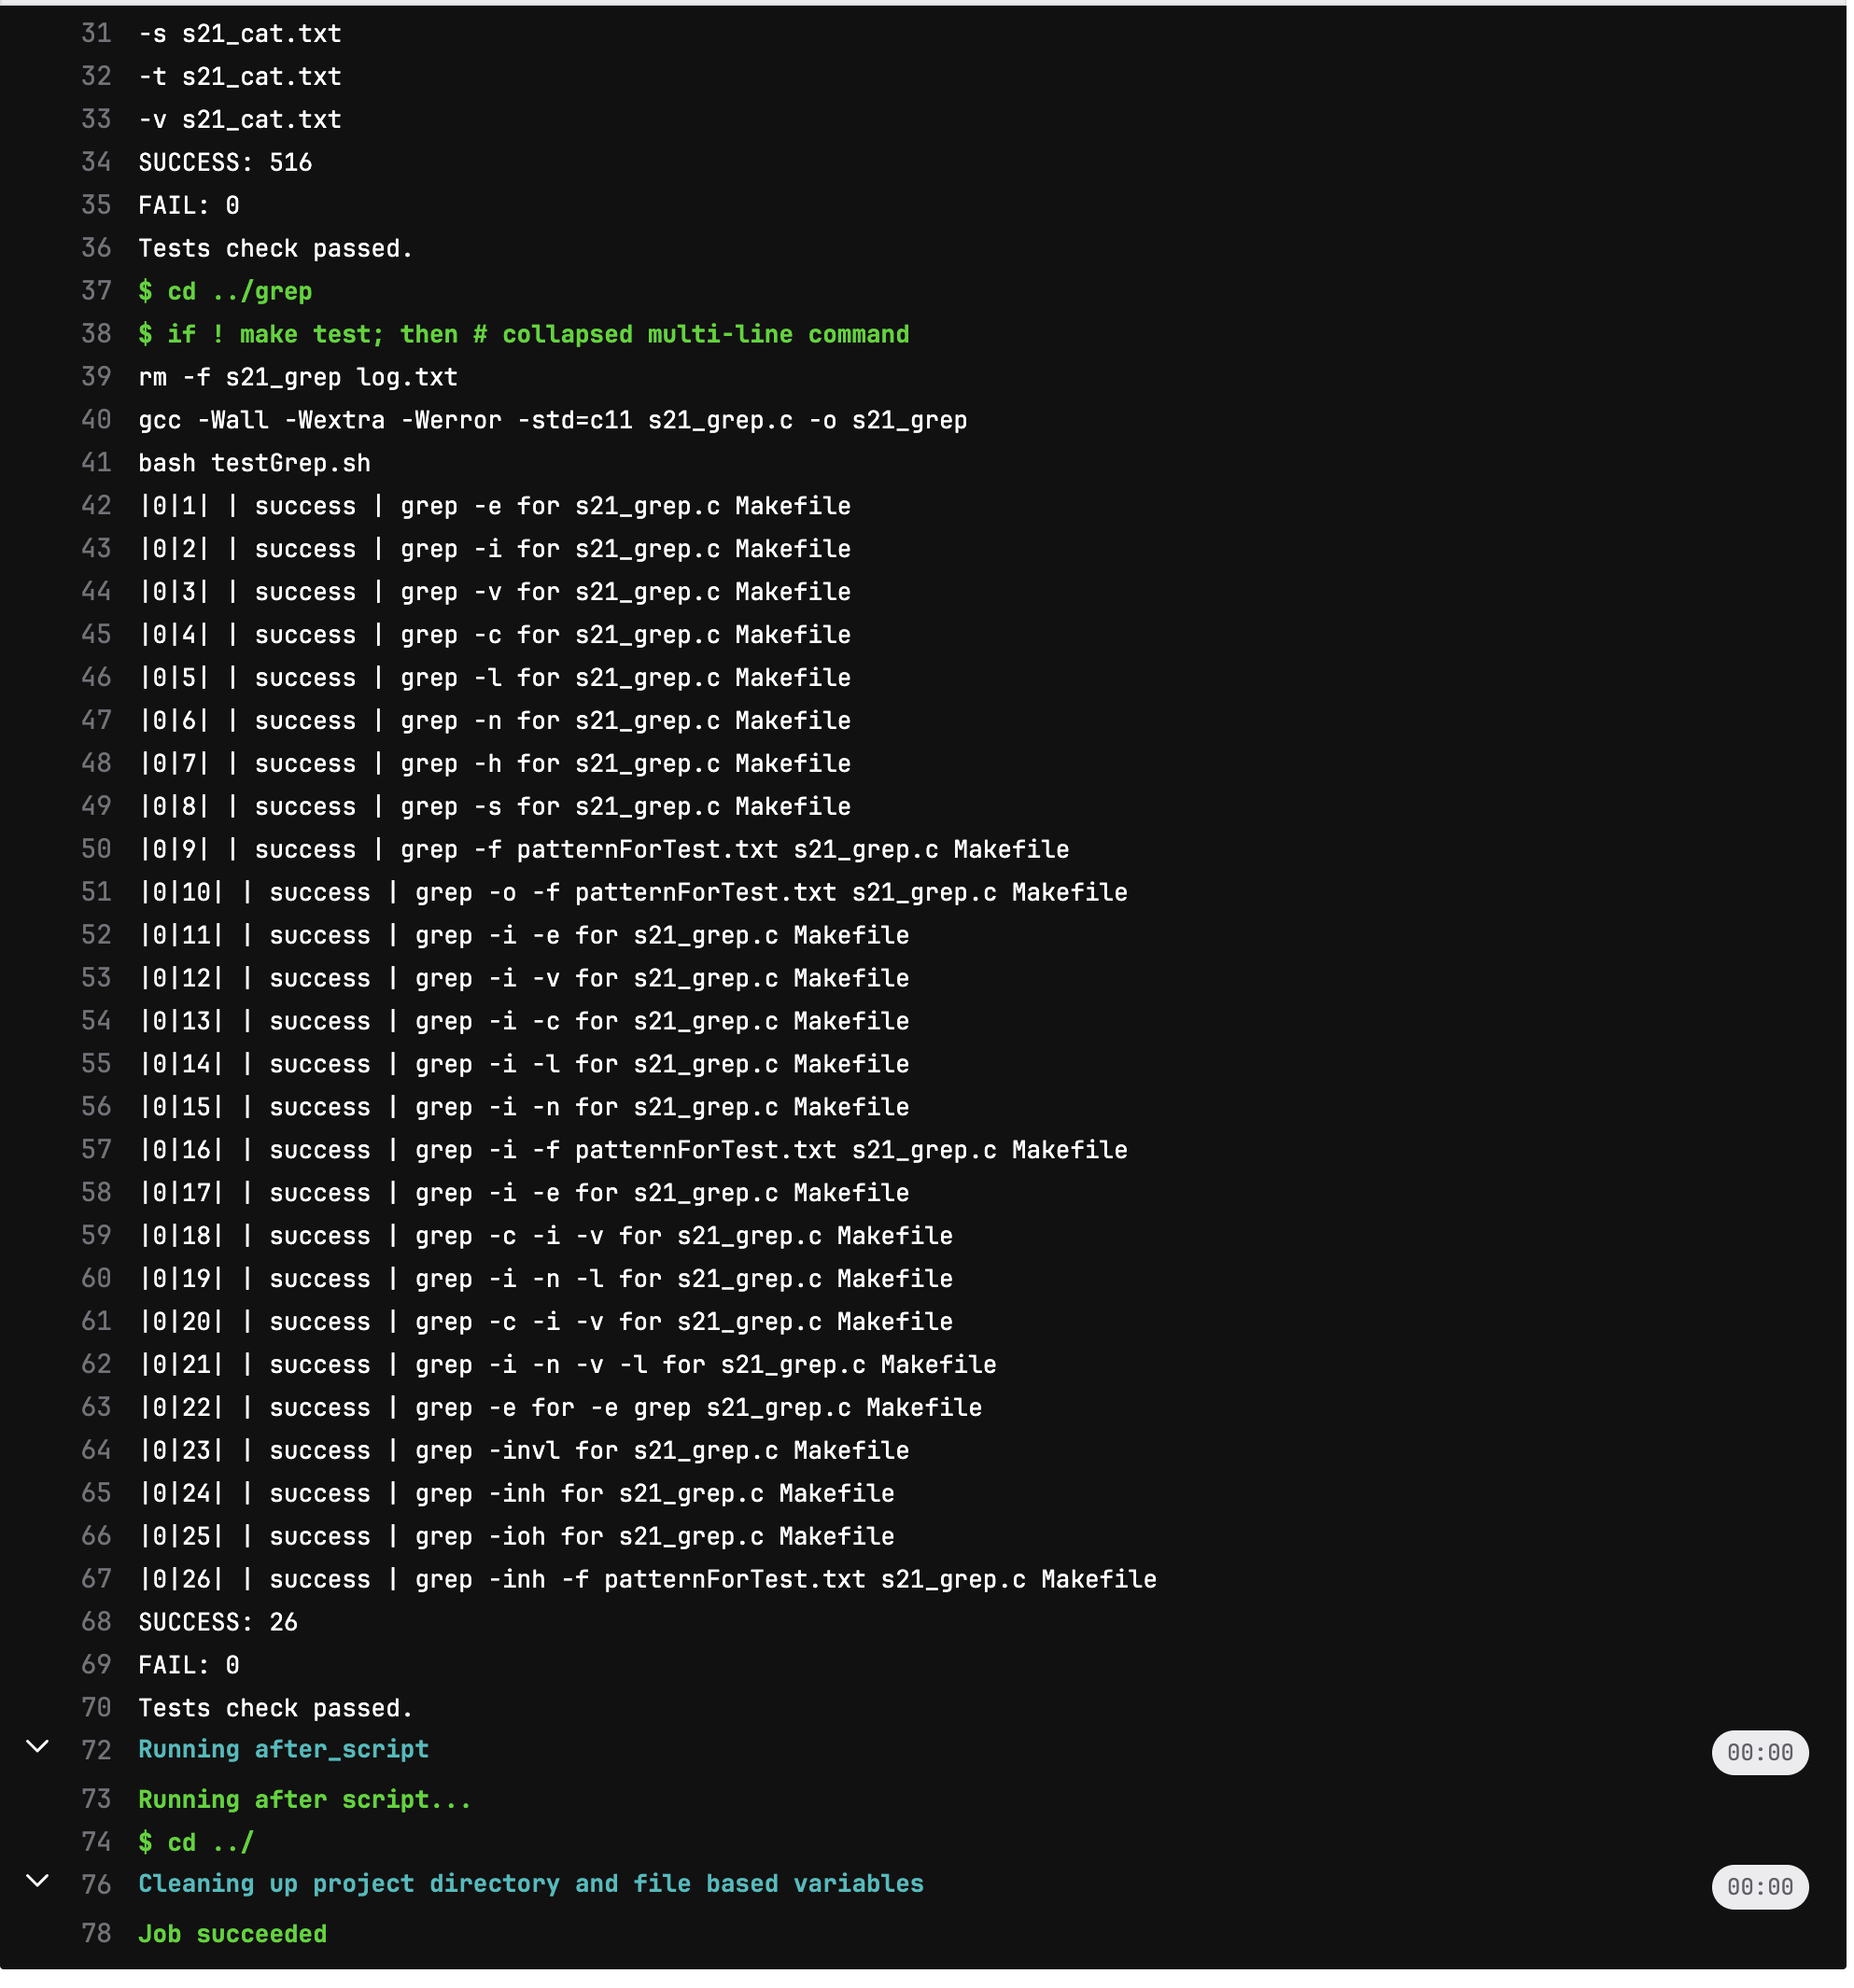 31 -s s21_cat.txt
32 -t s21_cat.txt
33 -v s21_cat.txt
34 SUCCESS: 516
35 FAIL: 0
36 Tests check passed.
37 $ cd ../grep
38 $ if ! make test; then # collapsed multi-line command
39 rm -f s21_grep log.txt
40 gcc -Wall -Wextra -Werror -std=c11 s21_grep.c -o s21_grep
41 bash testGrep.sh
42 |0|1| | success | grep -e for s21_grep.c Makefile
43 |0|2| | success | grep -i for s21_grep.c Makefile
44 |0|3| | success | grep -v for s21_grep.c Makefile
45 |0|4| | success | grep -c for s21_grep.c Makefile
46 |0|5| | success | grep -l for s21_grep.c Makefile
47 |0|6| | success | grep -n for s21_grep.c Makefile
48 |0|7| | success | grep -h for s21_grep.c Makefile
49 |0|8| | success | grep -s for s21_grep.c Makefile
50 |0|9| | success | grep -f patternForTest.txt s21_grep.c Makefile
51 |0|10| | success | grep -o -f patternForTest.txt s21_grep.c Makefile
52 |0|11| | success | grep -i -e for s21_grep.c Makefile
53 |0|12| | success | grep -i -v for s21_grep.c Makefile
54 |0|13| | success | grep -i -c for s21_grep.c Makefile
55 |0|14| | success | grep -i -l for s21_grep.c Makefile
56 |0|15| | success | grep -i -n for s21_grep.c Makefile
57 |0|16| | success | grep -i -f patternForTest.txt s21_grep.c Makefile
58 |0|17| | success | grep -i -e for s21_grep.c Makefile
59 |0|18| | success | grep -c -i -v for s21_grep.c Makefile
60 |0|19| | success | grep -i -n -l for s21_grep.c Makefile
61 |0|20| | success | grep -c -i -v for s21_grep.c Makefile
62 |0|21| | success | grep -i -n -v -l for s21_grep.c Makefile
63 |0|22| | success | grep -e for -e grep s21_grep.c Makefile
64 |0|23| | success | grep -invl for s21_grep.c Makefile
65 |0|24| | success | grep -inh for s21_grep.c Makefile
66 |0|25| | success | grep -ioh for s21_grep.c Makefile
67 |0|26| | success | grep -inh -f patternForTest.txt s21_grep.c Makefile
68 SUCCESS: 26
69 FAIL: 0
70 Tests check passed.
72 Running after_script 00:00
73 Running after script...
74 $ cd ../
76 Cleaning up project directory and file based variables 00:00
78 Job succeeded